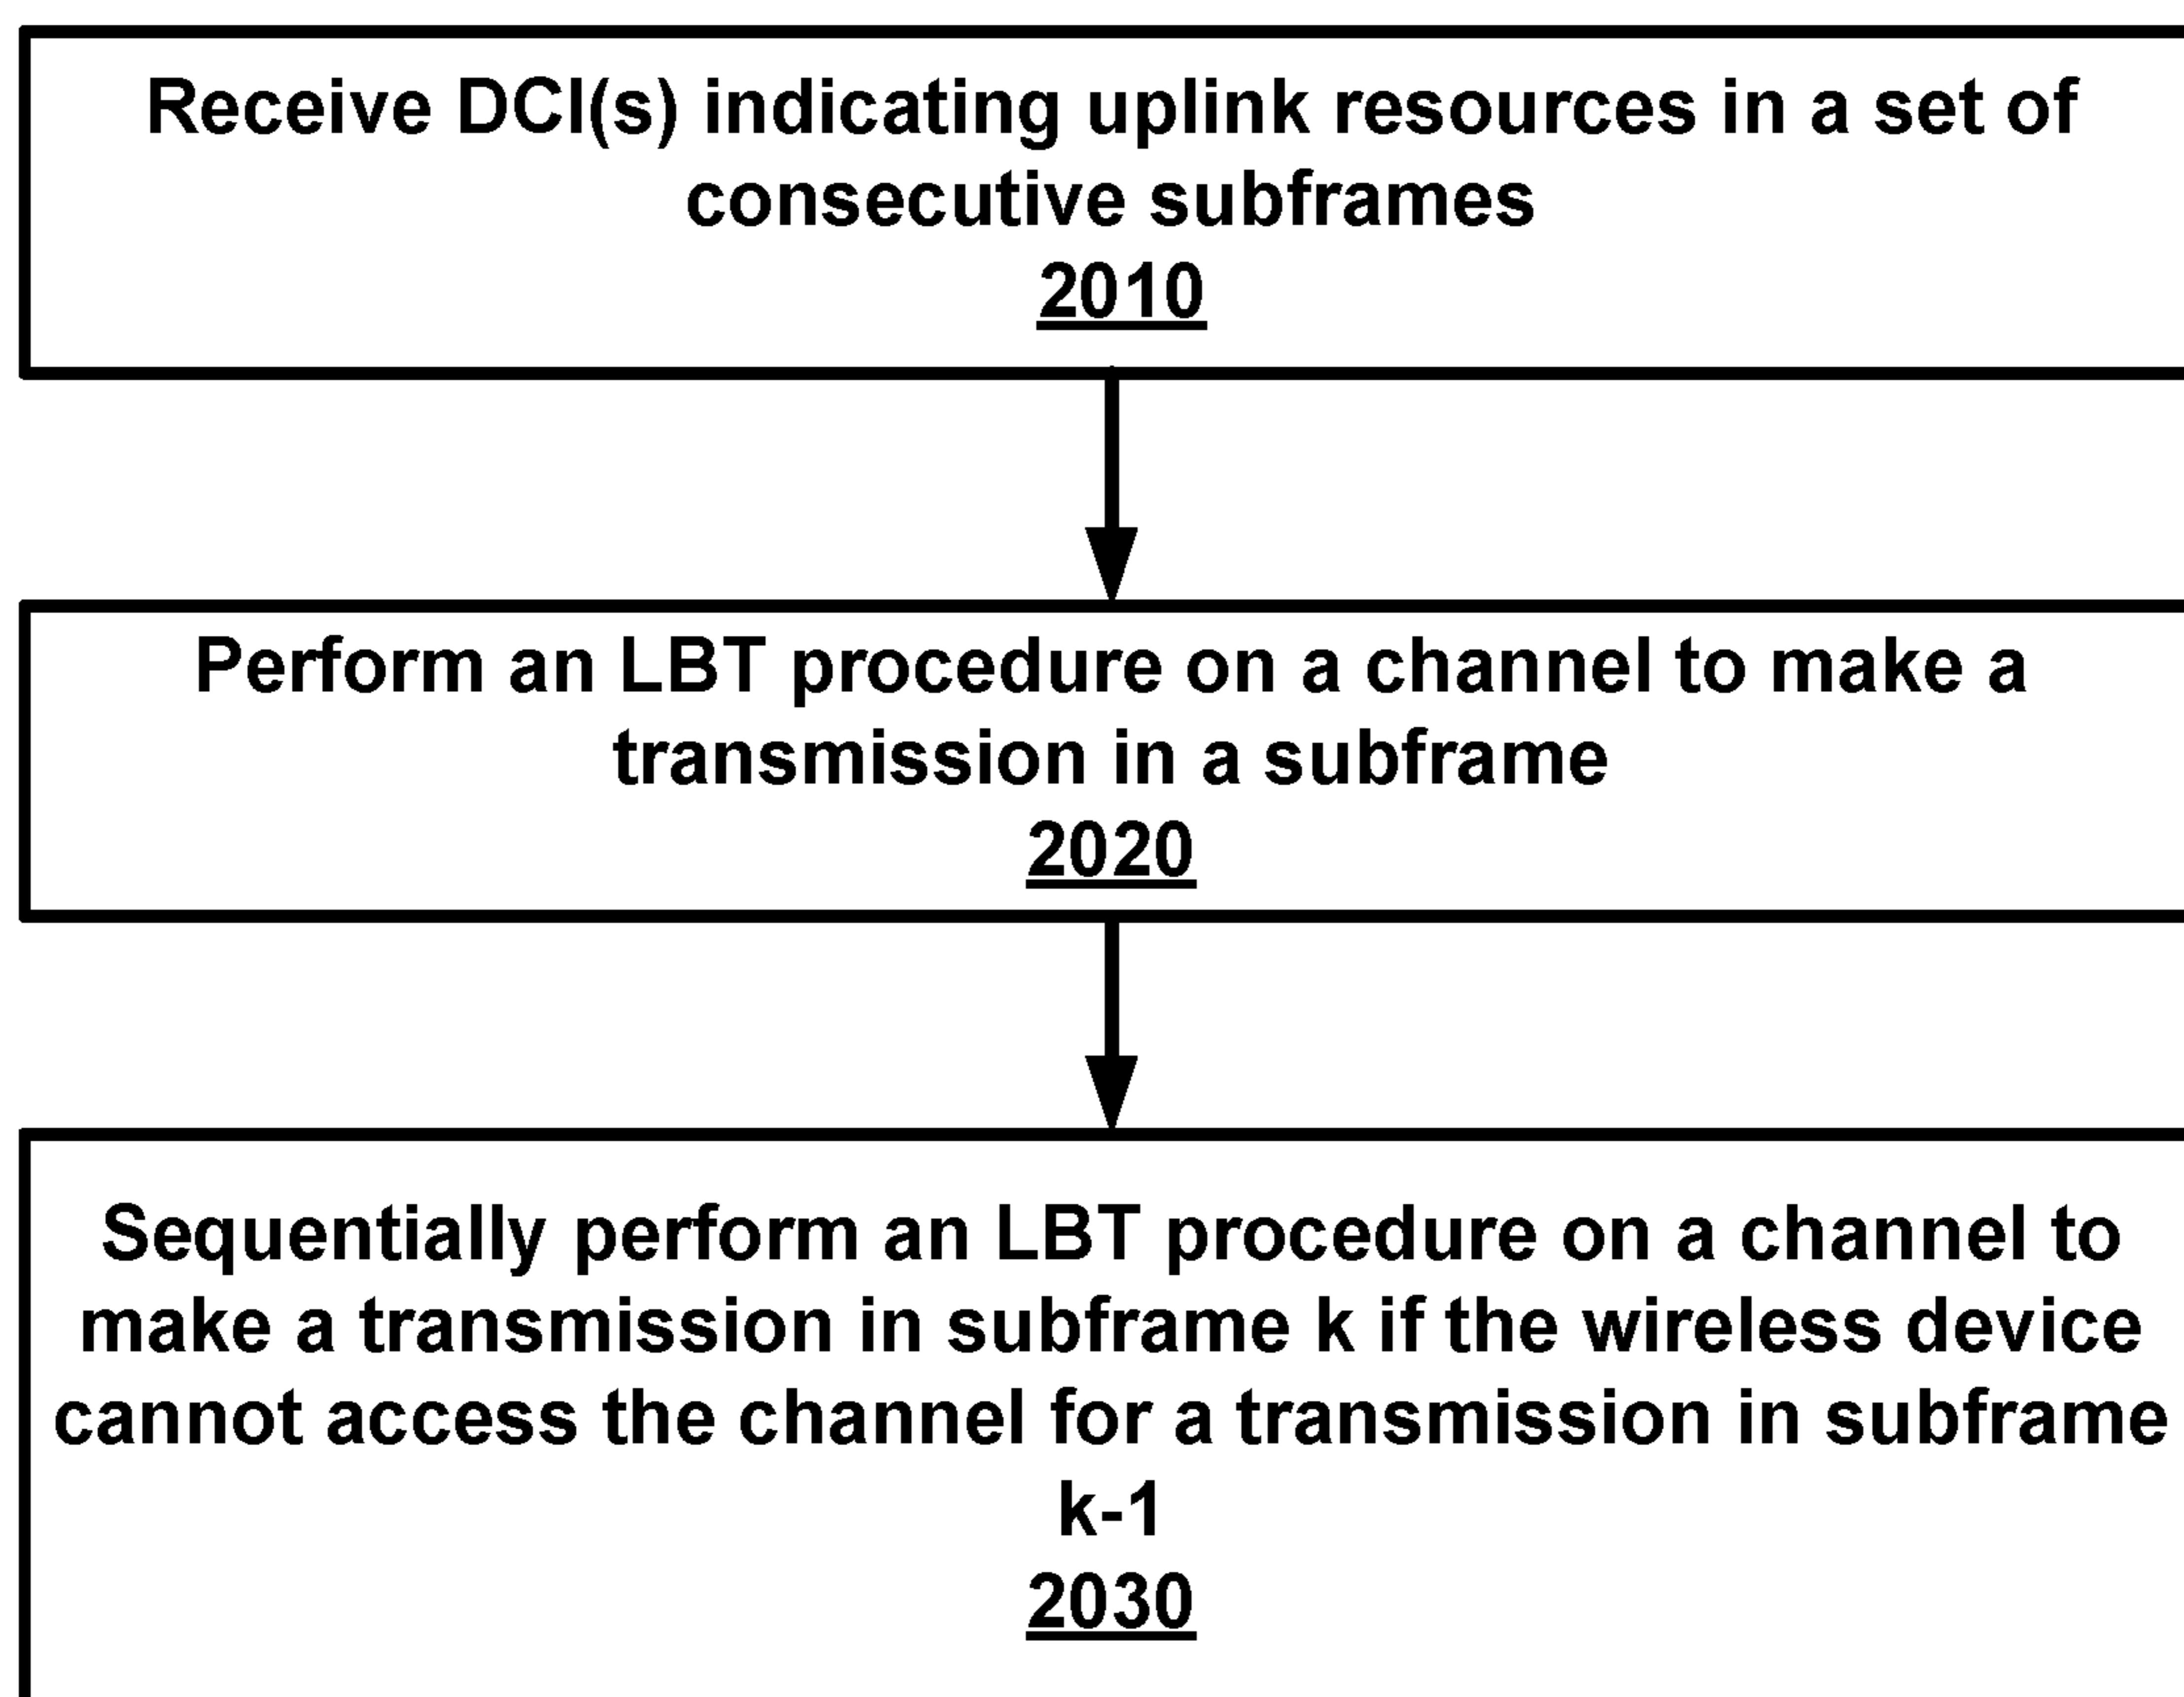 Receive DCI(s) indicating uplink resources in a set of
consecutive subframes
2010
Perform an LBT procedure on a channel to make a
transmission in a subframe
2020
Sequentially perform an LBT procedure on a channel to
make a transmission in subframe k if the wireless device
cannot access the channel for a transmission in subframe
k-1
2030